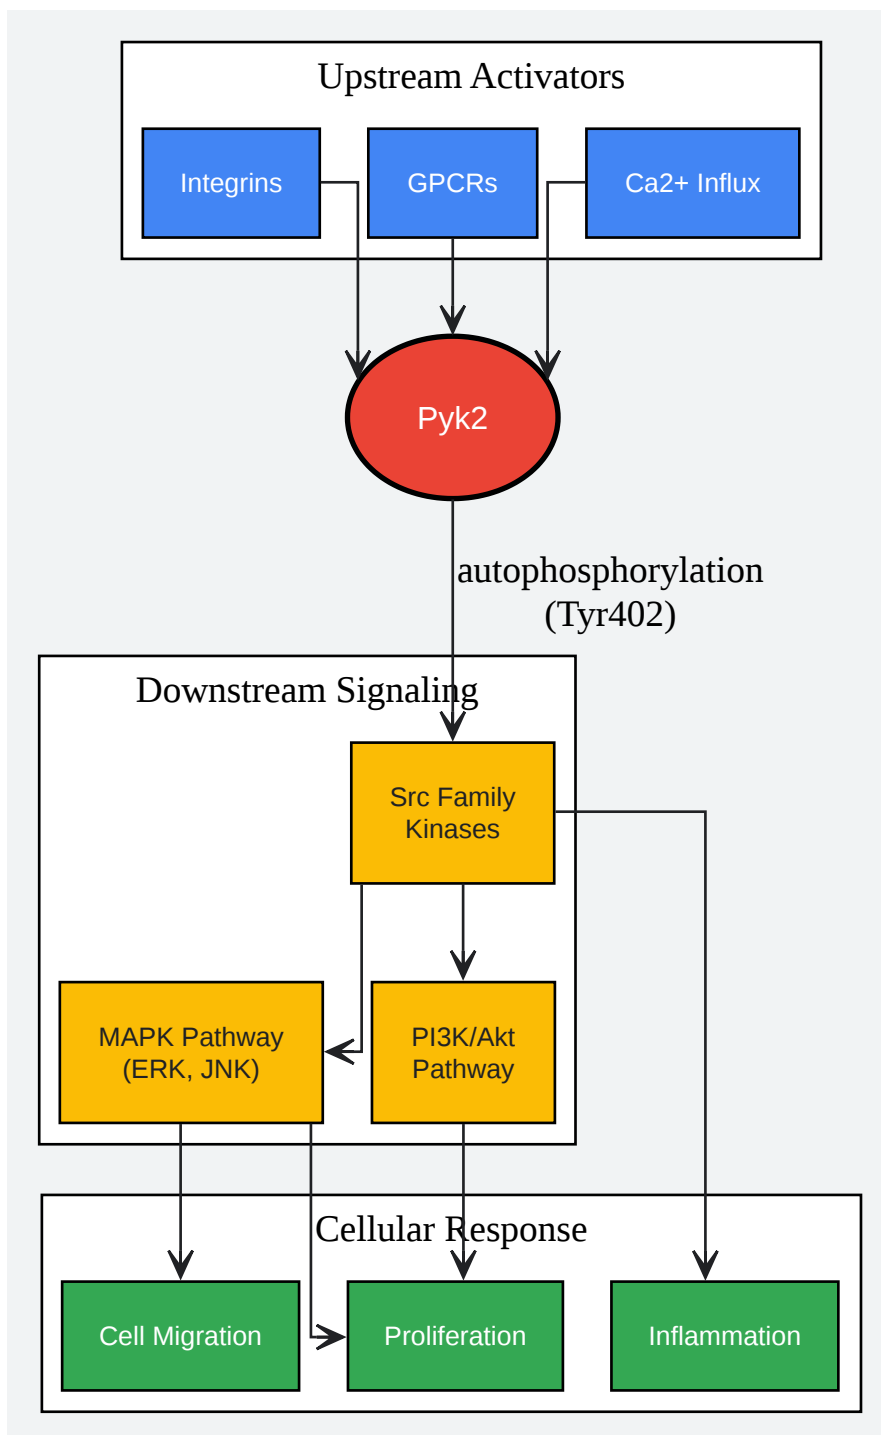 Upstream Activators
Integrins
GPCRs
Ca2+ Influx
Pyk2
autophosphorylation
(Tyr402)
Downstream Signaling
Src Family
Kinases
MAPK Pathway
(ERK, JNK)
PI3K/Akt
Pathway
Cellular Response
Cell Migration
Proliferation
Inflammation